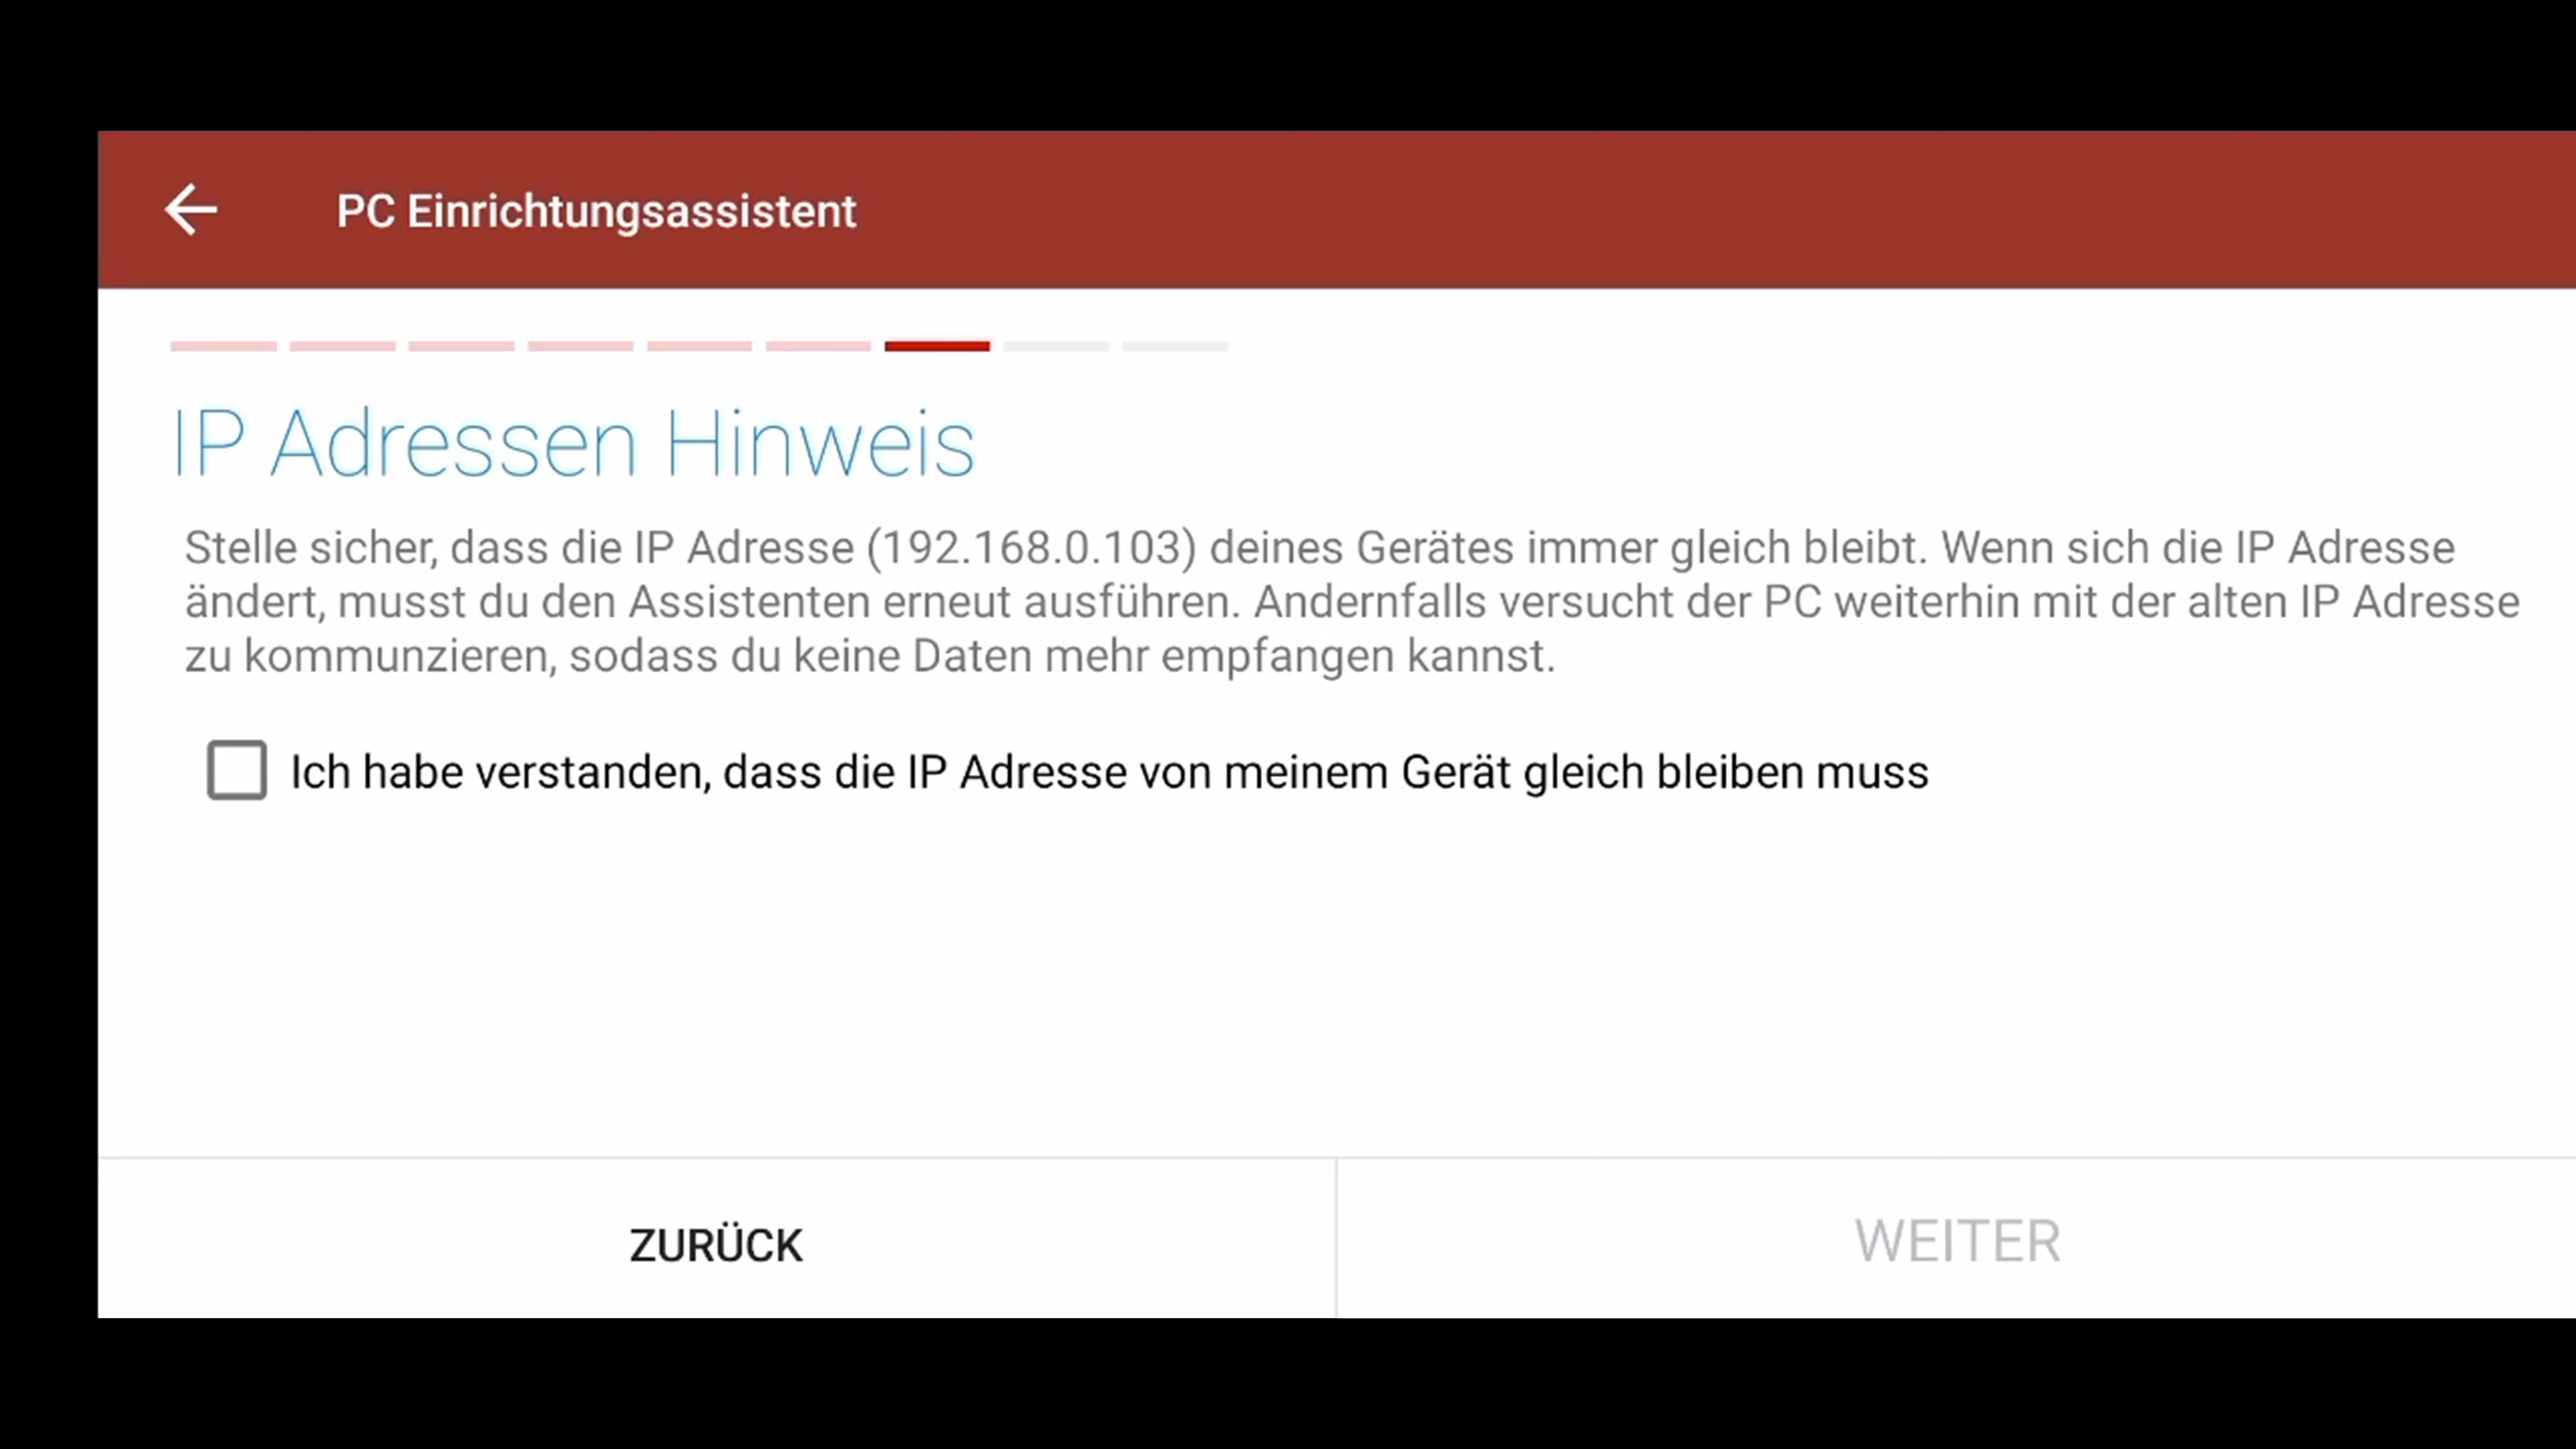 PC Einrichtungsassistent
IP Adressen Hinweis
Stelle sicher, dass die IP Adresse (192.168.0.103) deines Gerätes immer gleich bleibt. Wenn sich die IP Adresse
ändert, musst du den Assistenten erneut ausführen. Andernfalls versucht der PC weiterhin mit der alten IP Adresse
zu kommunzieren, sodass du keine Daten mehr empfangen kannst.
Ich habe verstanden, dass die IP Adresse von meinem Gerät gleich bleiben muss
ZURÜCK
WEITER